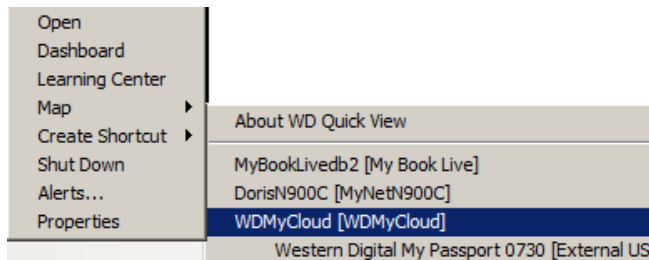 Open
Dashboard
Learning Center
Map
Create Shortcut
Shut Down
Alerts...
Properties
About WD Quick View
MyBookLivedb2 [My Book Live]
DorisN900C [MyNetN900C]
WDMyCloud [WDMyCloud]
Western Digital My Passport 0730 [External US